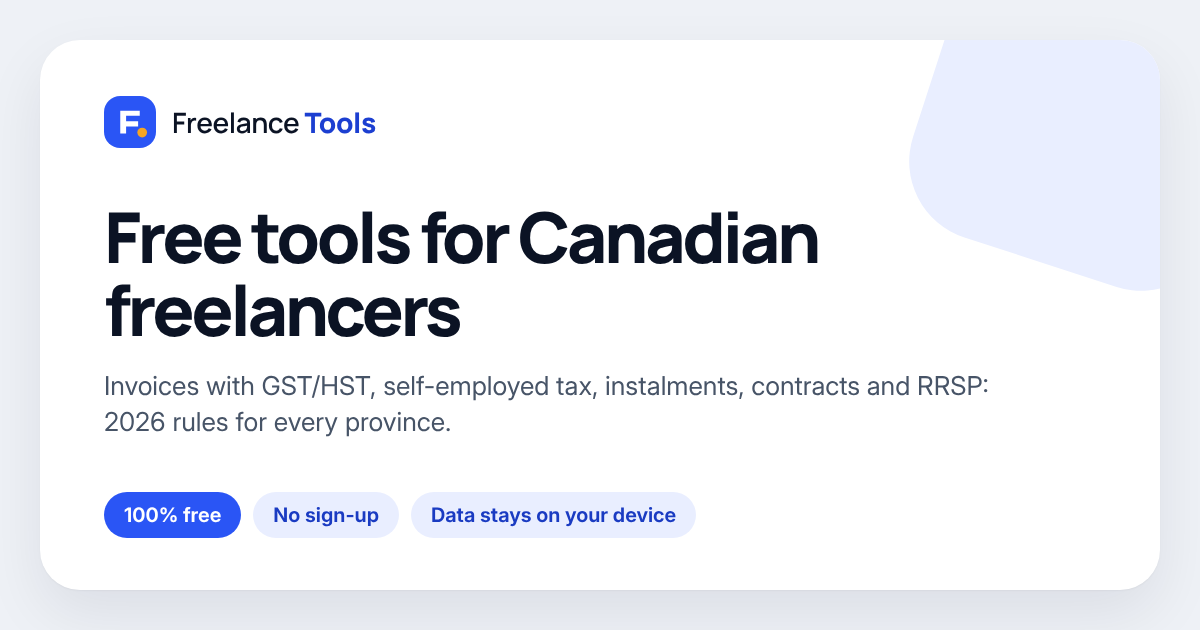 F.
Freelance Tools
Free tools for Canadian
freelancers
Invoices with GST/HST, self-employed tax, instalments, contracts and RRSP:
2026 rules for every province.
100% free
No sign-up
Data stays on your device